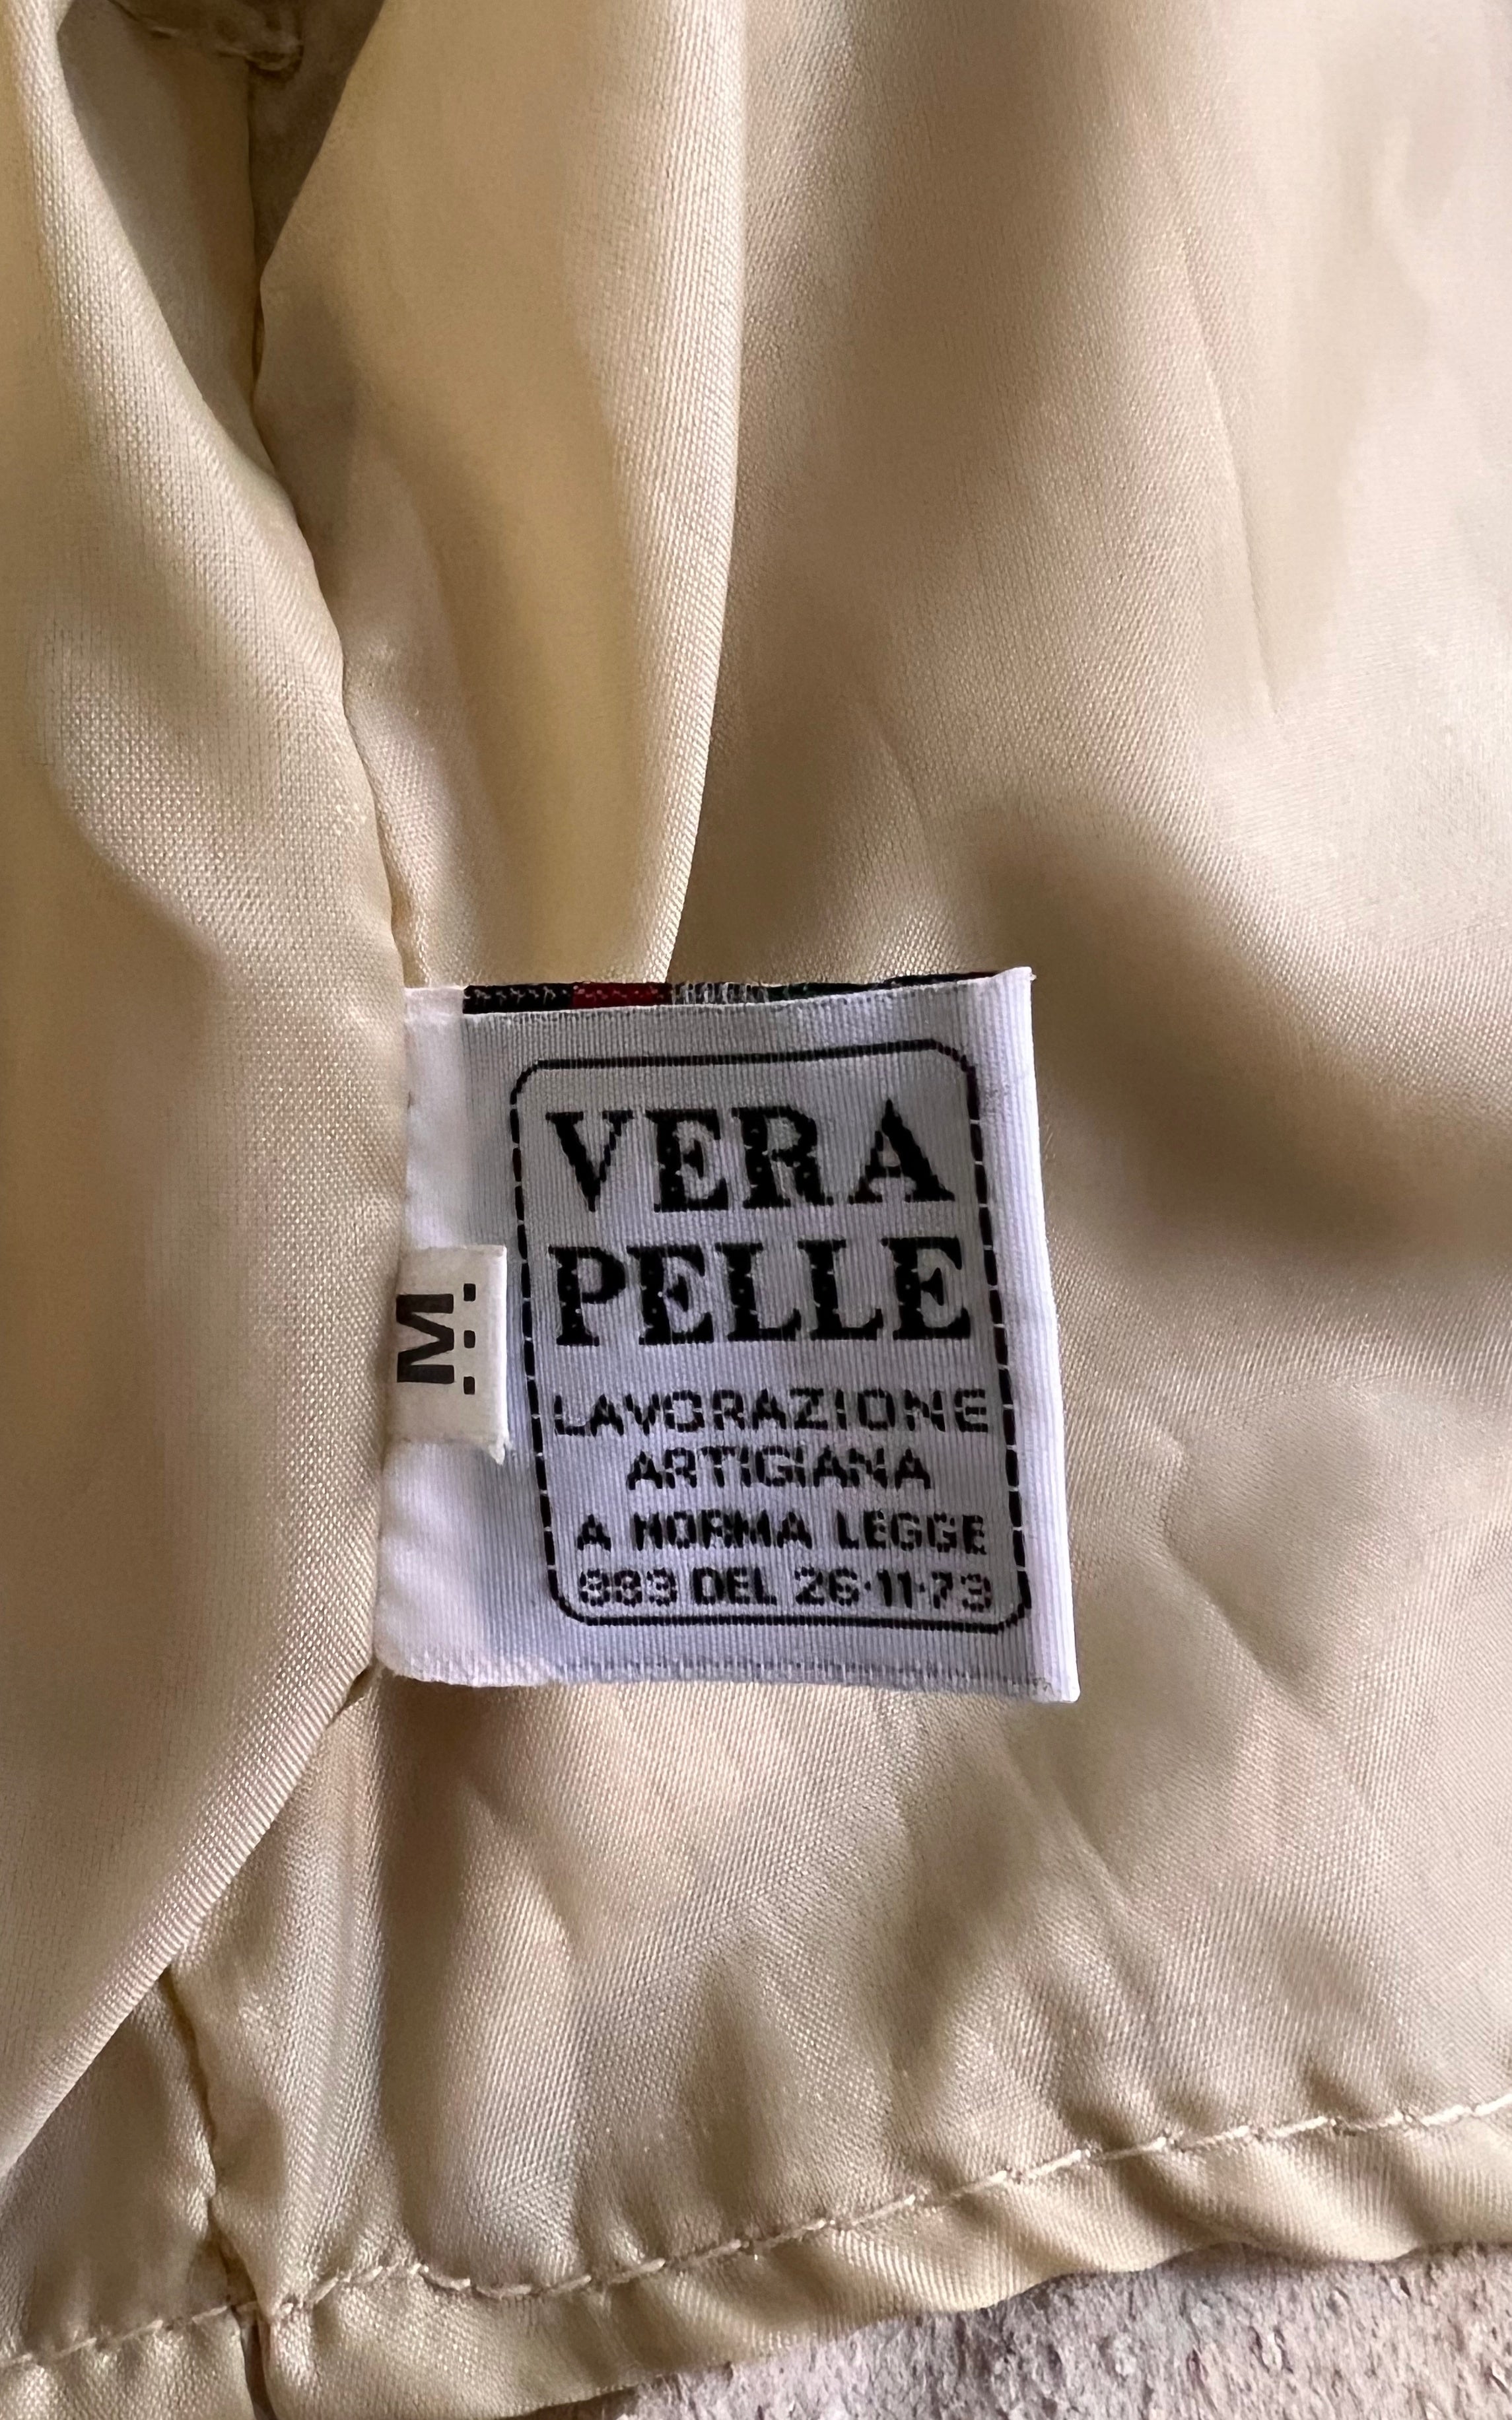 VERA
PELLE
M
LAVORAZIONE
ARTIGIANA
A NORMA LEGGE
883 DEL 26·11·73